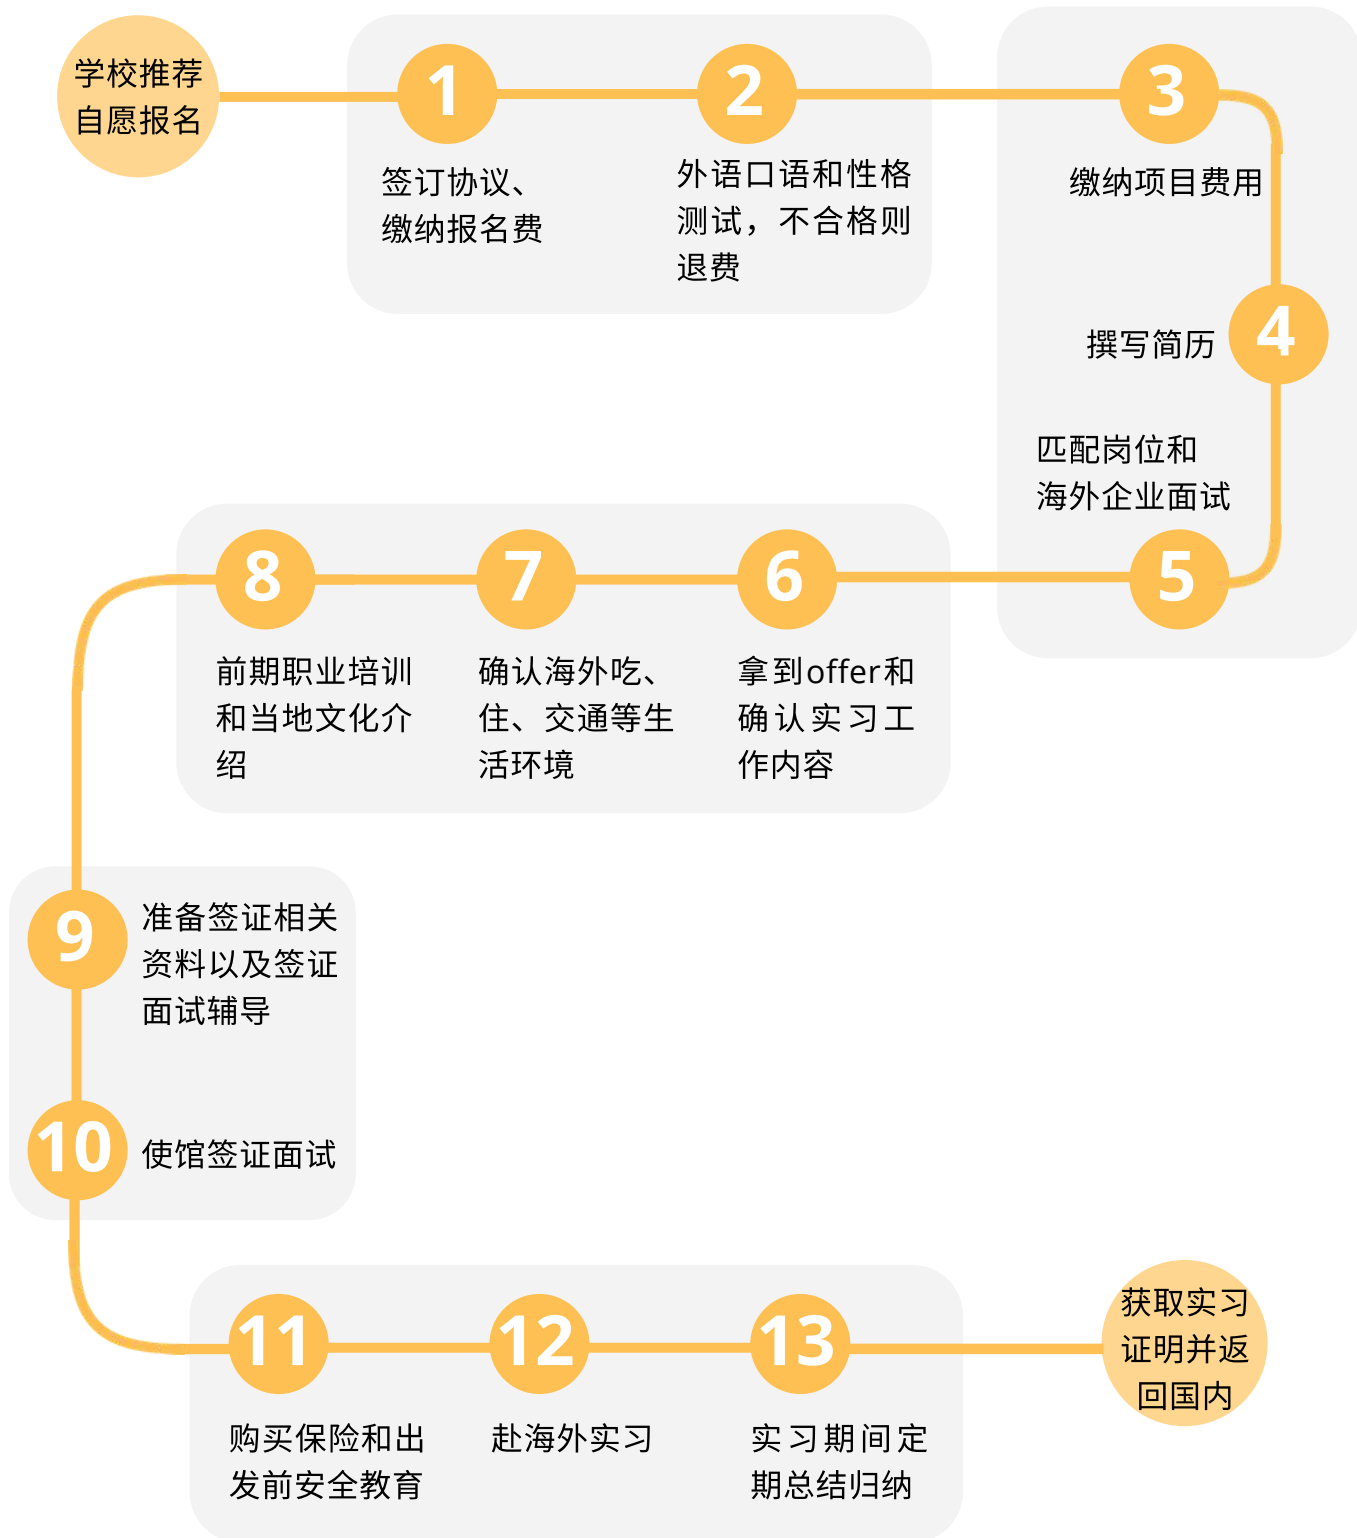 学校推荐
自愿报名
1
签订协议、
缴纳报名费
2
外语口语和性格
测试，不合格则
退费
3
缴纳项目费用
4
撰写简历
匹配岗位和
海外企业面试
5
6
拿到offer和
确认实习工
作内容
7
确认海外吃、
住、交通等生
活环境
8
前期职业培训
和当地文化介
绍
9
准备签证相关
资料以及签证
面试辅导
10
使馆签证面试
11
购买保险和出
发前安全教育
12
赴海外实习
13
实习期间定
期总结归纳
获取实习
证明并返
回国内